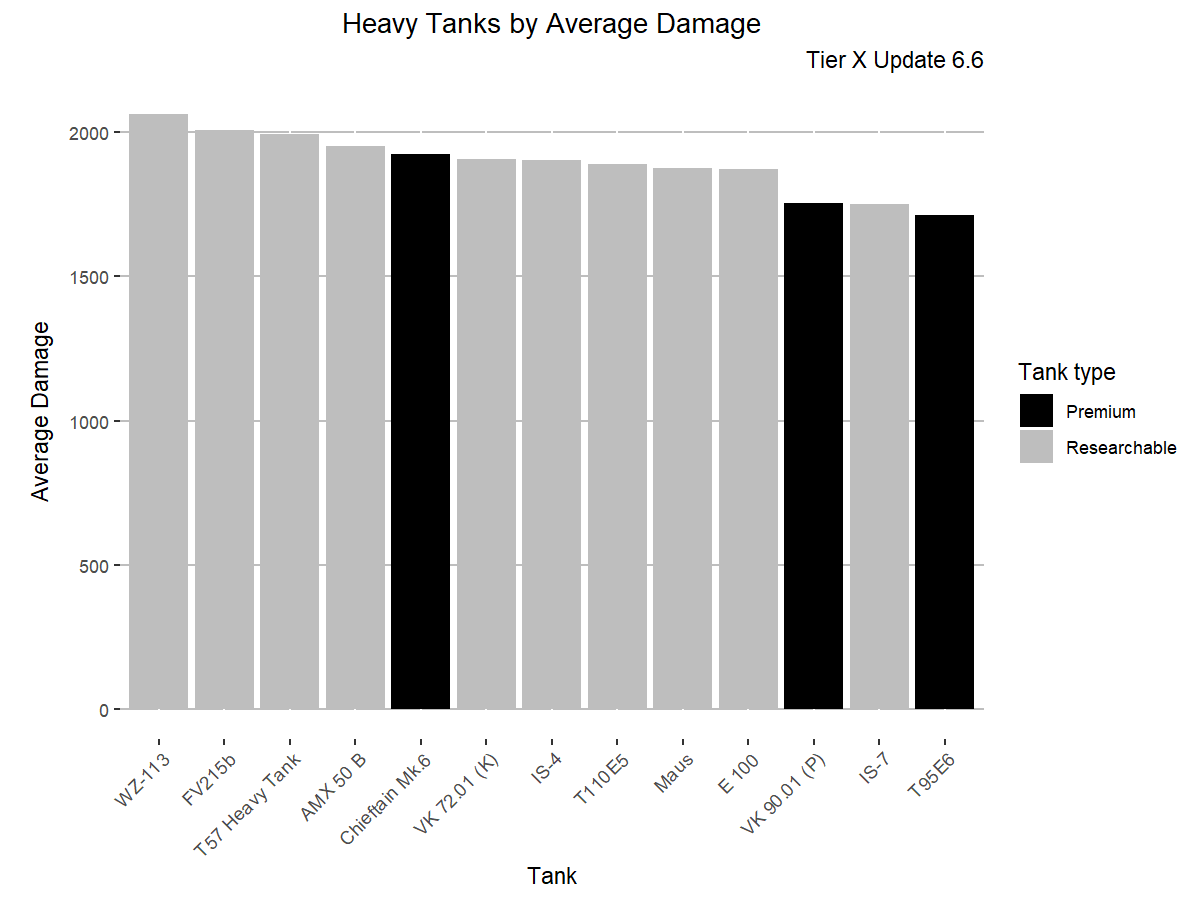 Heavy Tanks by Average Damage
Tier X Update 6.6
Average Damage
2000
1500
1000
500
0
WZ-113
FV215b
T57 Heavy Tank
AMX 50 B
Chieftain Mk.6
VK 72.01 (K)
IS-4
T110E5
Maus
E 100
VK 90.01 (P)
IS-7
T95E6
Tank
Tank type
Premium
Researchable